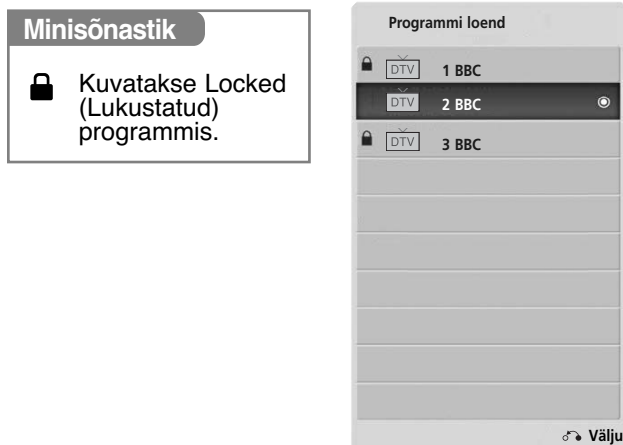 Minisõnastik
Kuvatakse Locked
(Lukustatud)
programmis.
Programmi loend
DTV 1 BBC
DTV 2 BBC
DTV 3 BBC
Välju